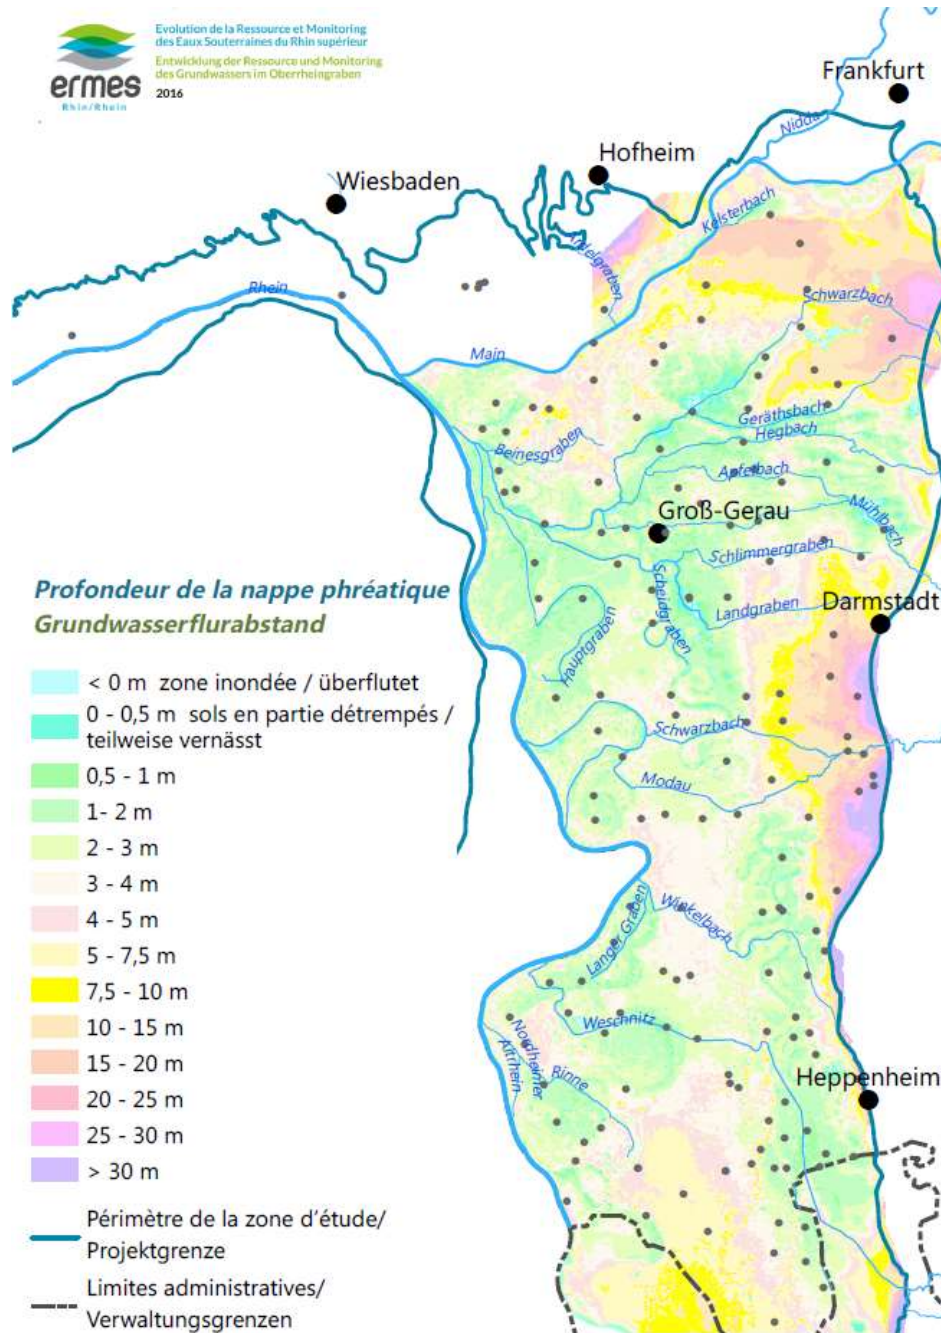 Evolution de la Ressource et Monitoring
des Eaux Souterraines du Rhin supérieur
Entwicklung der Ressource und Monitoring
des Grundwassers im Oberrheingraben
2016
ermes
Rhin/Rhein
Frankfurt
Nidda
Hofheim
Wiesbaden
Kelsterbach
Rhein
Schwarzbach
Main
Geräthsbach
Hegbach
Beinesgraben
Apfelbach
Groß-Gerau
Mühlbach
Schlimmergraben
Scheidgraben
Landgraben
Darmstadt
Hauptgraben
Schwarzbach
Modau
Profondeur de la nappe phréatique
Grundwasserflurabstand
< 0 m zone inondée / überflutet
0 - 0,5 m sols en partie détrempés /
teilweise vernässt
0,5 - 1 m
1- 2 m
2 - 3 m
3 - 4 m
4 - 5 m
5 - 7,5 m
7,5 - 10 m
10 - 15 m
15 - 20 m
20 - 25 m
25 - 30 m
> 30 m
Périmètre de la zone d'étude/
Projektgrenze
Limites administratives/
Verwaltungsgrenzen
Winkelbach
Langer Graben
Weschnitz
Nordheimer
Altrhein
Rinne
Heppenheim